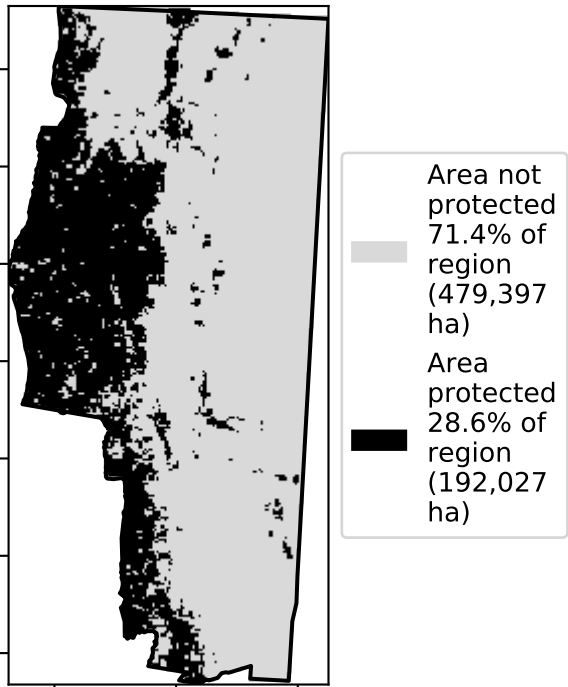 Area not
protected
71.4% of
region
(479,397
ha)
Area
protected
28.6% of
region
(192,027
ha)